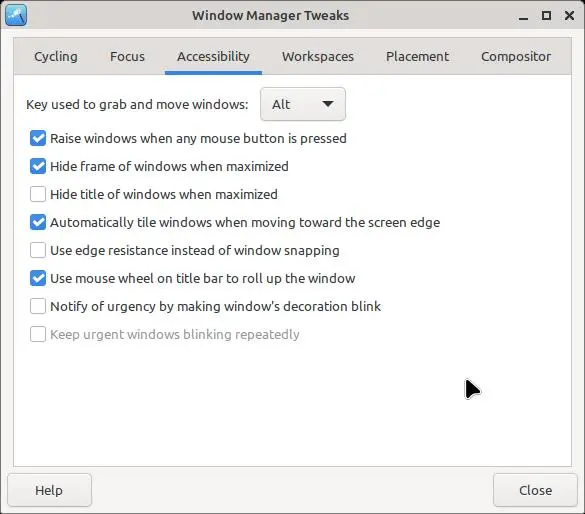 Window Manager Tweaks
Cycling Focus Accessibility Workspaces Placement Compositor
Key used to grab and move windows: Alt
Raise windows when any mouse button is pressed
Hide frame of windows when maximized
Hide title of windows when maximized
Automatically tile windows when moving toward the screen edge
Use edge resistance instead of window snapping
Use mouse wheel on title bar to roll up the window
Notify of urgency by making window's decoration blink
Keep urgent windows blinking repeatedly
Help Close